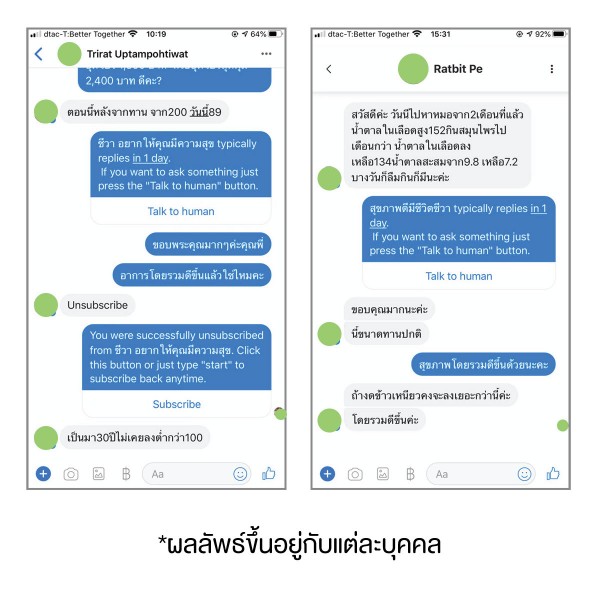 dtac-T:Better Together 10:19 64%
Trirat Uptampohtiwat
2,400 บาท ดีคะ?
ตอนนี้หลังจากทาน จาก200 วันนี้89
ชีวา อยากให้คุณมีความสุข typically
replies in 1 day.
If you want to ask something just
press the "Talk to human" button.
Talk to human
ขอบพระคุณมากๆค่ะคุณพี่
อาการโดยรวมดีขึ้นแล้วใช่ไหมคะ
Unsubscribe
You were successfully unsubscribed
from ชีวา อยากให้คุณมีความสุข. Click
this button or just type "start" to
subscribe back anytime.
Subscribe
เป็นมา30ปีไม่เคยลงต่ำกว่า100
Aa
dtac-T:Better Together 15:31 92%
Ratbit Pe
สวัสดีค่ะ วันนีไปหาหมอจาก2เดือนที่แล้ว
น้ำตาลในเลือดสูง152กินสมุนไพรไป
เดือนกว่า น้ำตาลในเลือดลง
เหลือ134น้ำตาลสะสมจาก9.8 เหลือ7.2
บางวันก็ลืมกินก็มีนะค่ะ
สุขภาพดีมีชีวิตชีวา typically replies in 1
day.
If you want to ask something just
press the "Talk to human" button.
Talk to human
ขอบคุณมากนะค่ะ
นี่ขนาดทานปกติ
สุขภาพโดยรวมดีขึ้นด้วยนะคะ
ถ้างดข้าวเหนียวคงจะลงเยอะกว่านี้ค่ะ
โดยรวมดีขึ้นค่ะ
Aa
*ผลลัพธ์ขึ้นอยู่กับแต่ละบุคคล